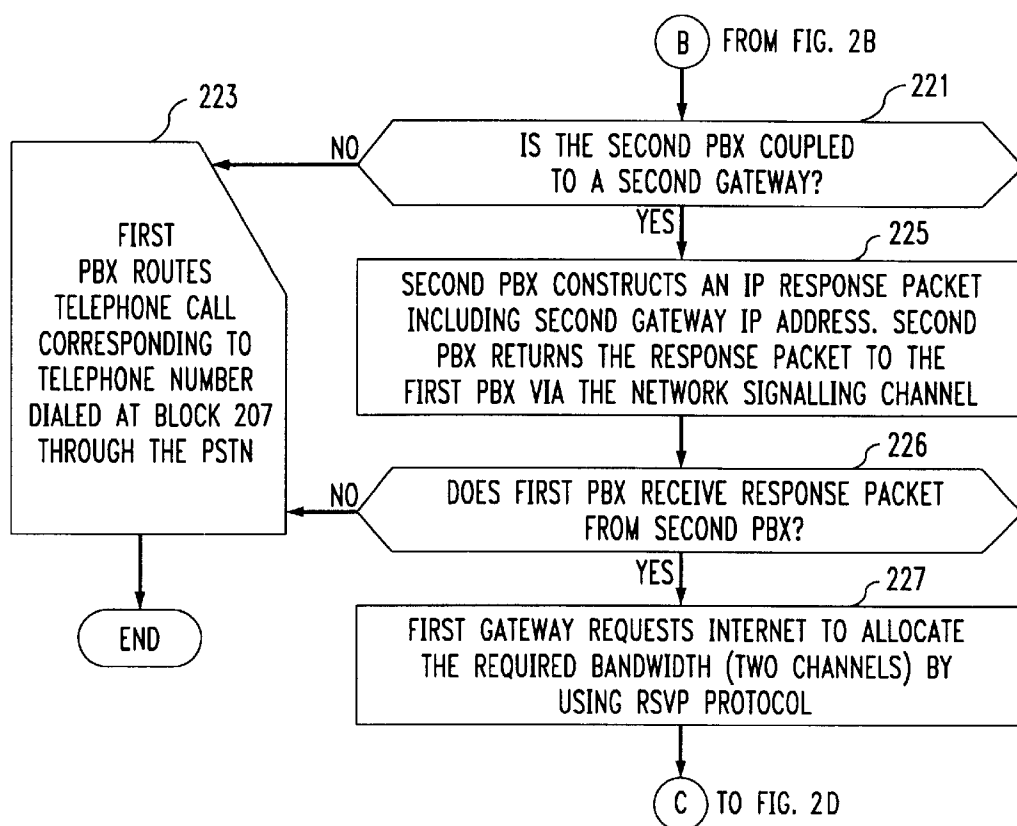 B FROM FIG. 2B
221
IS THE SECOND PBX COUPLED
TO A SECOND GATEWAY?
NO
YES
223
FIRST
PBX ROUTES
TELEPHONE CALL
CORRESPONDING TO
TELEPHONE NUMBER
DIALED AT BLOCK 207
THROUGH THE PSTN
END
225
SECOND PBX CONSTRUCTS AN IP RESPONSE PACKET
INCLUDING SECOND GATEWAY IP ADDRESS. SECOND
PBX RETURNS THE RESPONSE PACKET TO THE
FIRST PBX VIA THE NETWORK SIGNALLING CHANNEL
226
DOES FIRST PBX RECEIVE RESPONSE PACKET
FROM SECOND PBX?
NO
YES
227
FIRST GATEWAY REQUESTS INTERNET TO ALLOCATE
THE REQUIRED BANDWIDTH (TWO CHANNELS) BY
USING RSVP PROTOCOL
C TO FIG. 2D